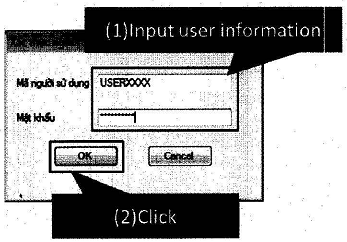 (1)Input user information
Mã người sử dụng USERXXXX
Mật khẩu ********
OK Cancel
(2)Click